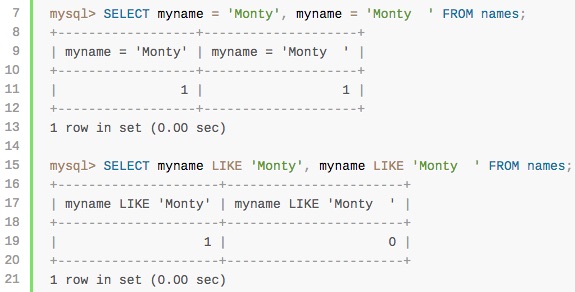 7 mysql> SELECT myname = 'Monty', myname = 'Monty  ' FROM names;
8 +------------------+--------------------+
9 | myname = 'Monty' | myname = 'Monty  ' |
10 +------------------+--------------------+
11 |                1 |                  1 |
12 +------------------+--------------------+
13 1 row in set (0.00 sec)
14
15 mysql> SELECT myname LIKE 'Monty', myname LIKE 'Monty  ' FROM names;
16 +---------------------+-----------------------+
17 | myname LIKE 'Monty' | myname LIKE 'Monty  ' |
18 +---------------------+-----------------------+
19 |                   1 |                     0 |
20 +---------------------+-----------------------+
21 1 row in set (0.00 sec)